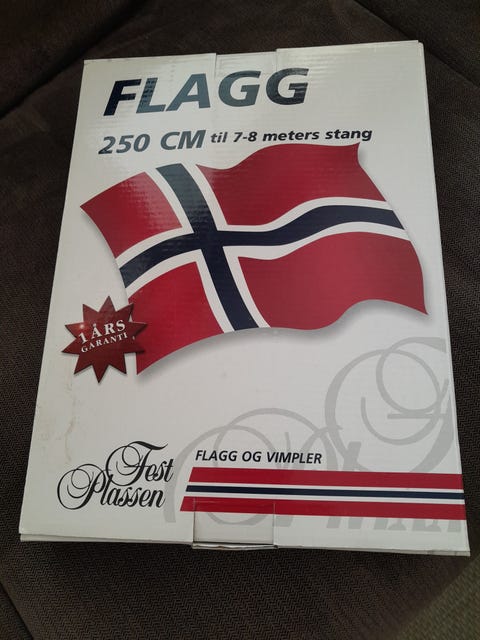 FLAGG
250 CM til 7-8 meters stang
1 ÅRS
GARANTI
Fest
Plassen
FLAGG OG VIMPLER